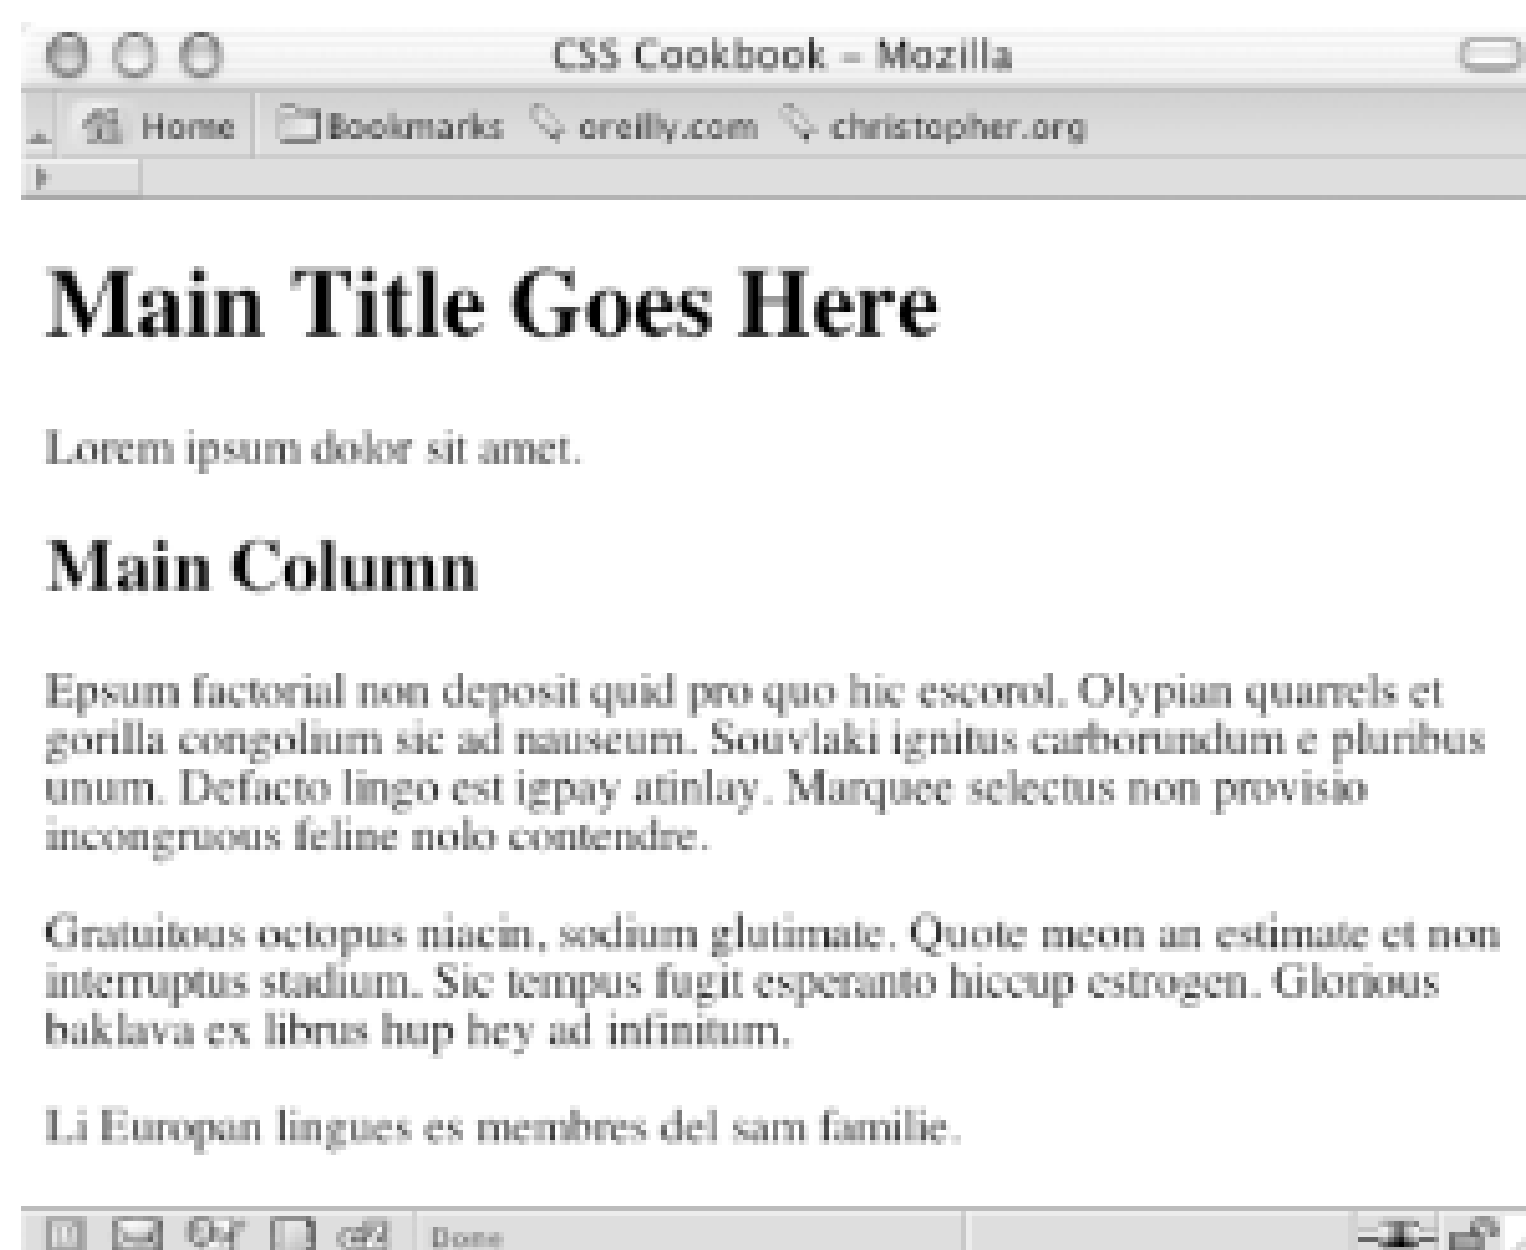 CSS Cookbook – Mozilla
Home Bookmarks oreilly.com christopher.org
Main Title Goes Here
Lorem ipsum dolor sit amet.
Main Column
Epsum factorial non deposit quid pro quo hic escorol. Olypian quarrels et
gorilla congolium sic ad nauseum. Souvlaki ignitus carborundum e pluribus
unum. Defacto lingo est igpay atinlay. Marquee selectus non provisio
incongruous feline nolo contendre.
Gratuitous octopus niacin, sodium glutimate. Quote meon an estimate et non
interruptus stadium. Sic tempus fugit esperanto hiccup estrogen. Glorious
baklava ex librus hup hey ad infinitum.
Li Europan lingues es membres del sam familie.
Done